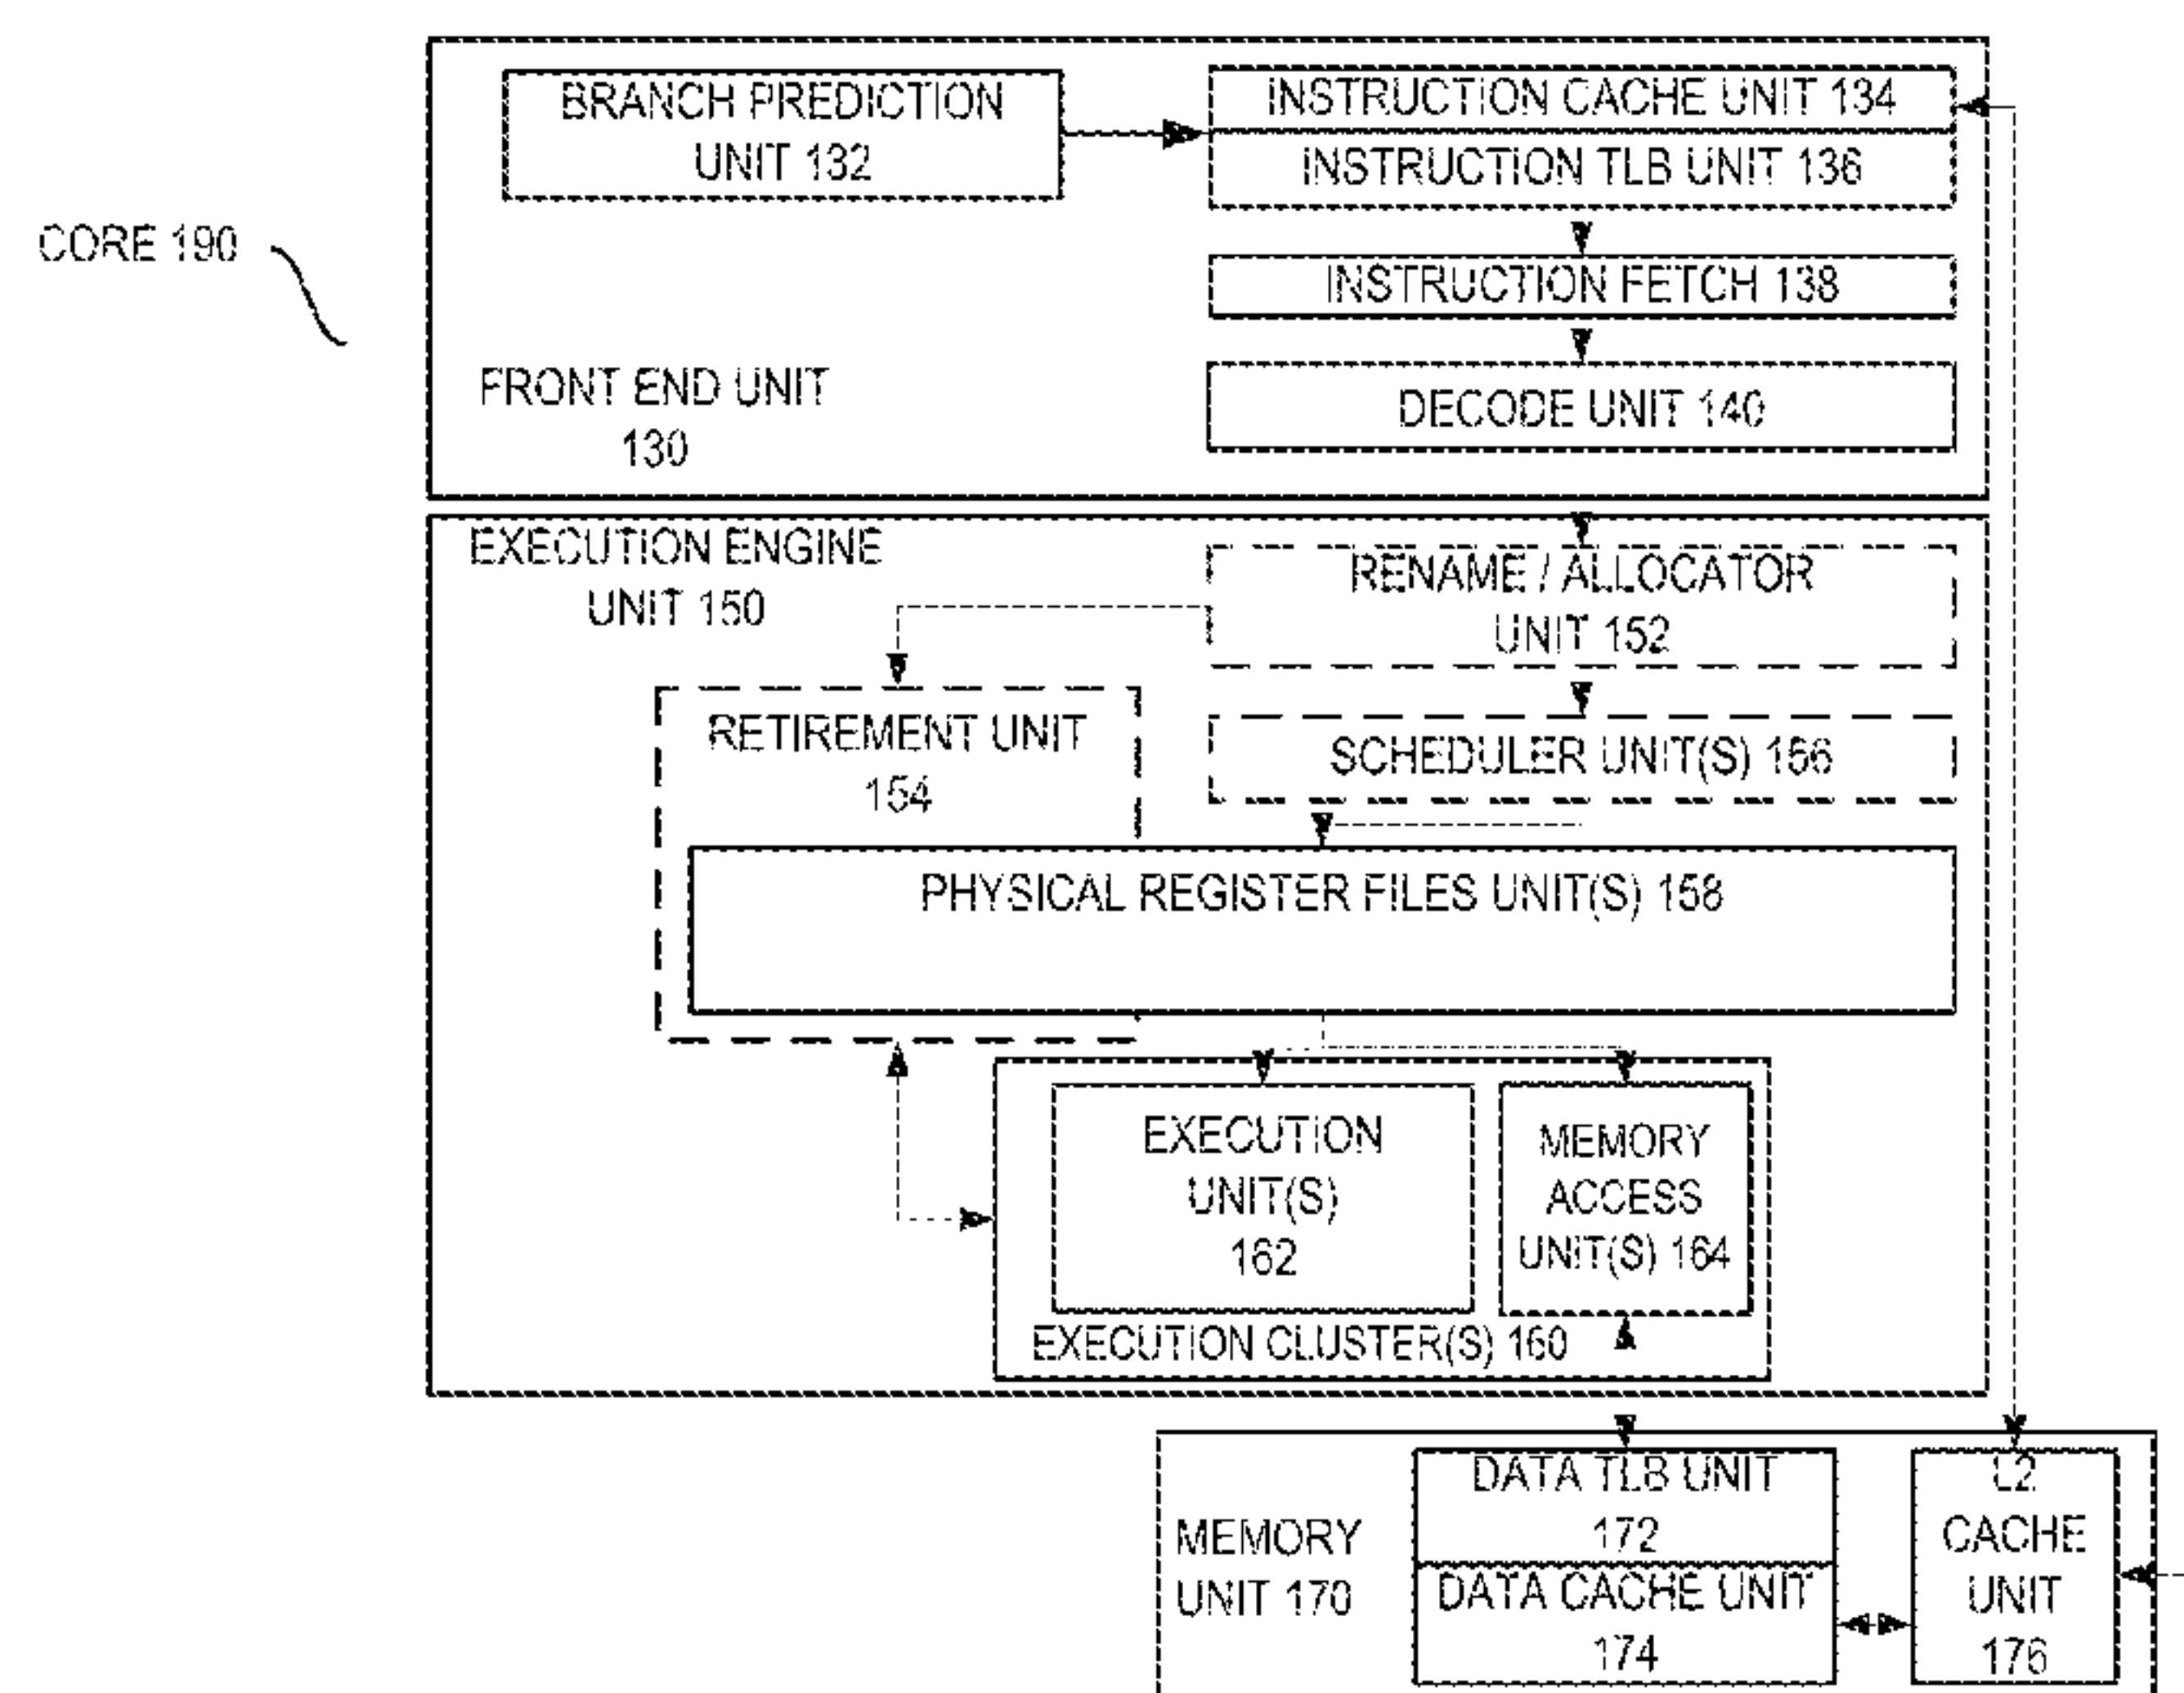 BRANCH PREDICTION
UNIT 132
INSTRUCTION CACHE UNIT 134
INSTRUCTION TLB UNIT 136
CORE 190
INSTRUCTION FETCH 138
FRONT END UNIT
130
DECODE UNIT 140
EXECUTION ENGINE
UNIT 150
RENAME / ALLOCATOR
UNIT 152
RETIREMENT UNIT
154
SCHEDULER UNIT(S) 156
PHYSICAL REGISTER FILES UNIT(S) 158
EXECUTION
UNIT(S)
162
MEMORY
ACCESS
UNIT(S) 164
EXECUTION CLUSTER(S) 160
MEMORY
UNIT 170
DATA TLB UNIT
172
DATA CACHE UNIT
174
L2
CACHE
UNIT
176